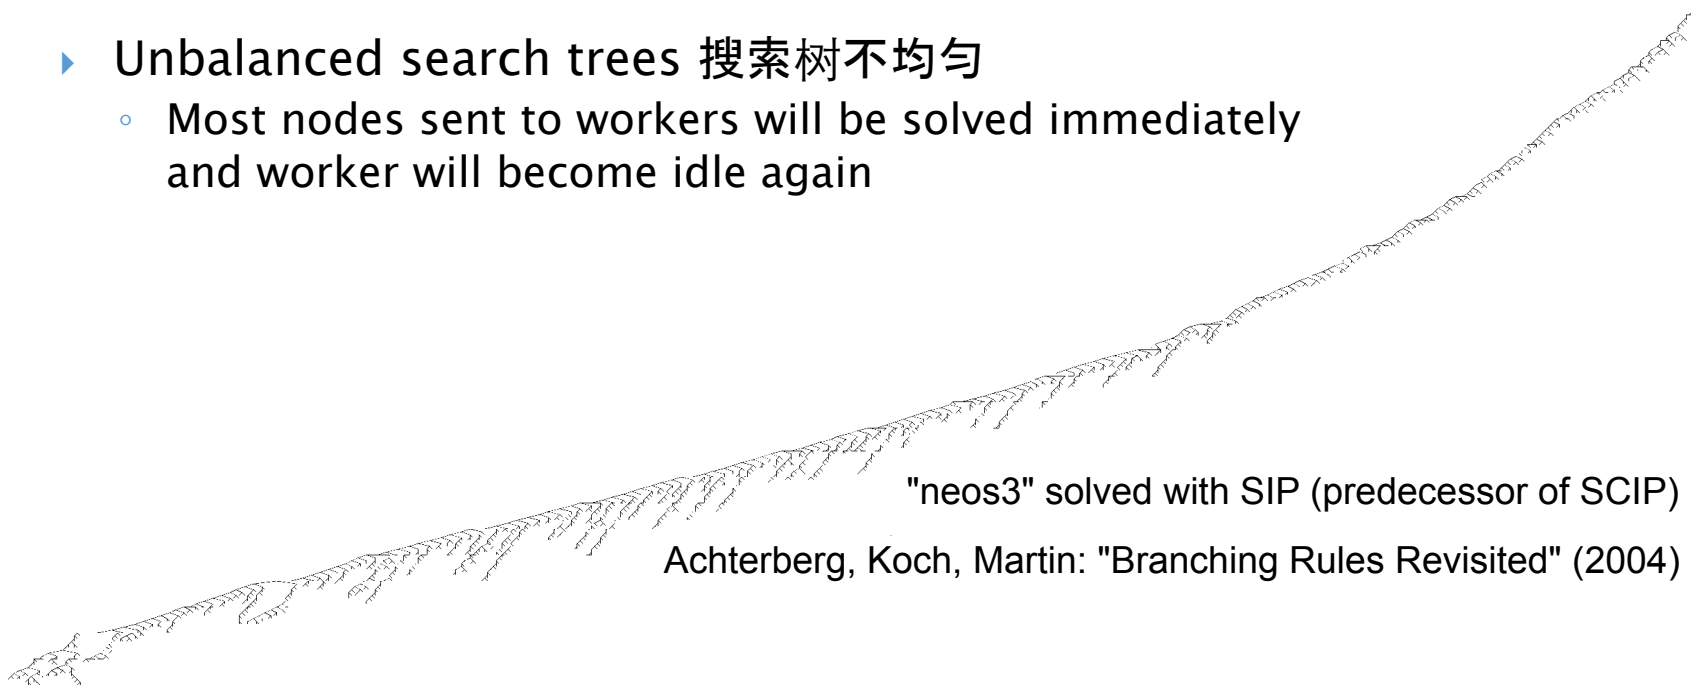 Unbalanced search trees 搜索树不均匀
Most nodes sent to workers will be solved immediately
and worker will become idle again
"neos3" solved with SIP (predecessor of SCIP)
Achterberg, Koch, Martin: "Branching Rules Revisited" (2004)